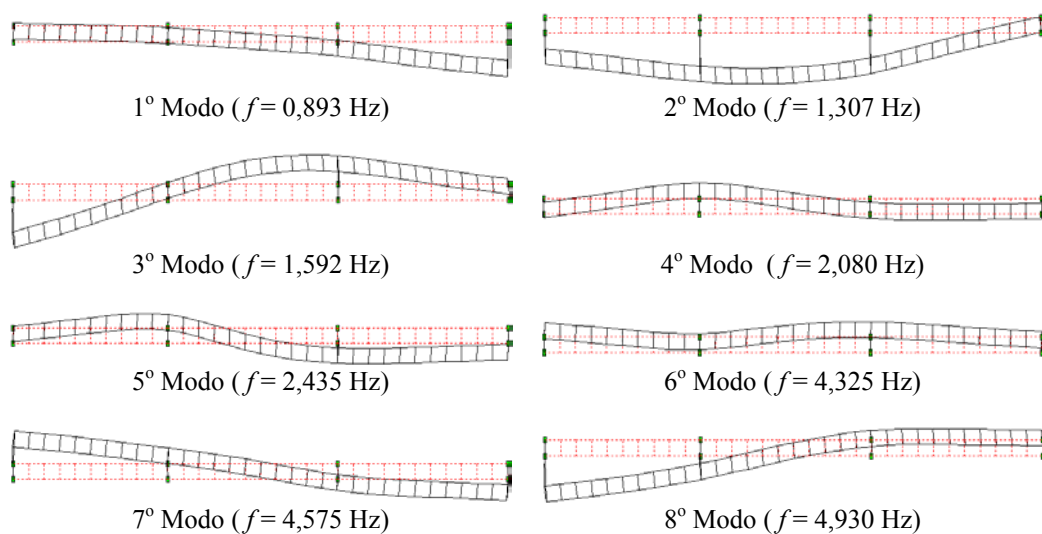 1º Modo ( f = 0,893 Hz)
2º Modo ( f = 1,307 Hz)
3º Modo ( f = 1,592 Hz)
4º Modo ( f = 2,080 Hz)
5º Modo ( f = 2,435 Hz)
6º Modo ( f = 4,325 Hz)
7º Modo ( f = 4,575 Hz)
8º Modo ( f = 4,930 Hz)